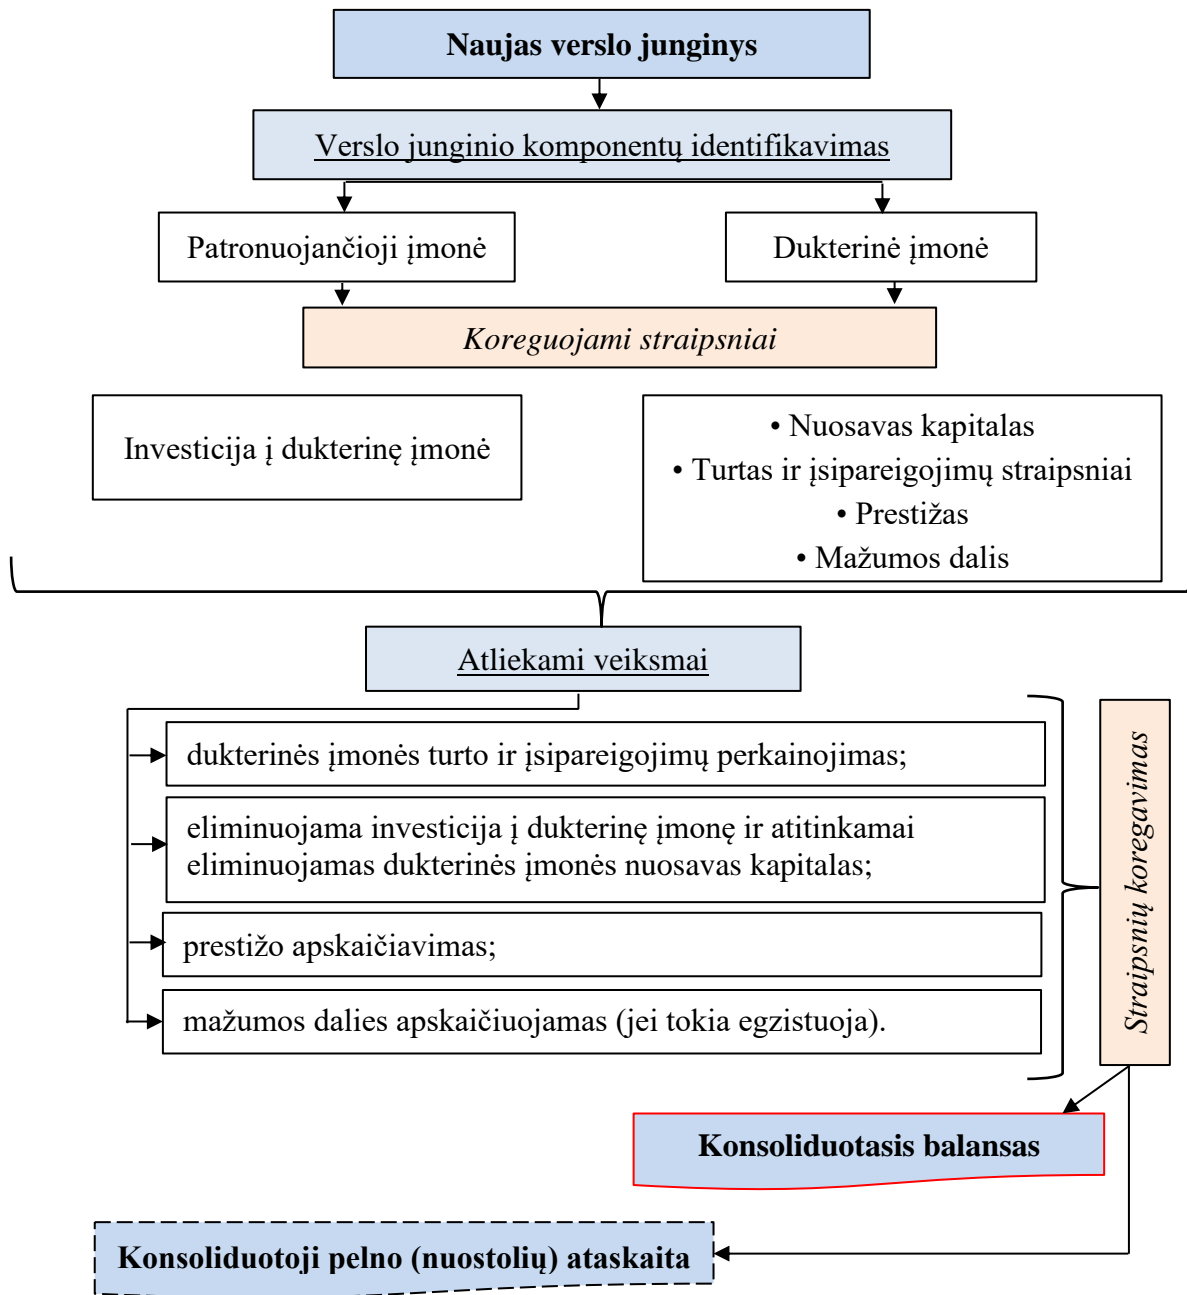 Naujas verslo junginys
Verslo junginio komponentų identifikavimas
Patronuojančioji įmonė
Dukterinė įmonė
Koreguojami straipsniai
Investicija į dukterinę įmonė
• Nuosavas kapitalas
• Turtas ir įsipareigojimų straipsniai
• Prestižas
• Mažumos dalis
Atliekami veiksmai
dukterinės įmonės turto ir įsipareigojimų perkainojimas;
eliminuojama investicija į dukterinę įmonę ir atitinkamai
eliminuojamas dukterinės įmonės nuosavas kapitalas;
prestižo apskaičiavimas;
mažumos dalies apskaičiuojamas (jei tokia egzistuoja).
Straipsnių koregavimas
Konsoliduotasis balansas
Konsoliduotoji pelno (nuostolių) ataskaita